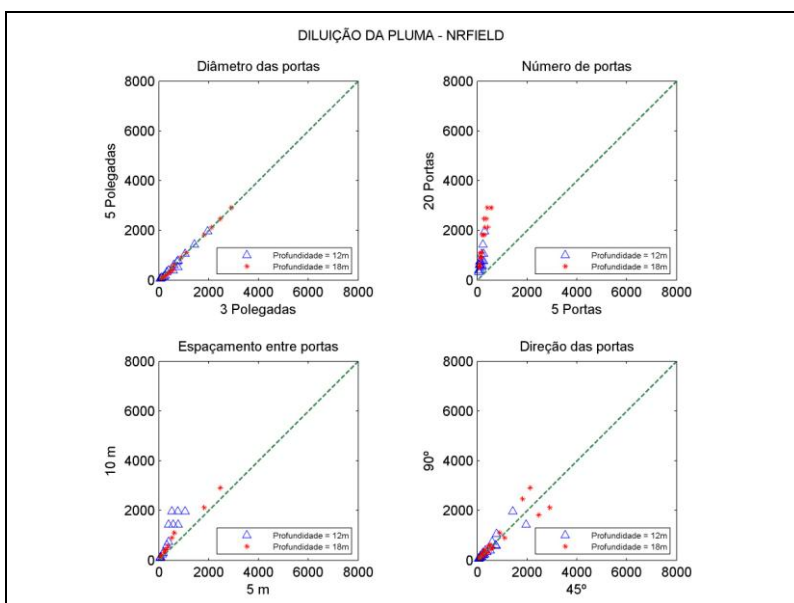 DILUIÇÃO DA PLUMA - NRFIELD
Diâmetro das portas
8000
6000
4000
2000
0
5 Polegadas
0 2000 4000 6000 8000
3 Polegadas
Profundidade = 12m
Profundidade = 18m
Número de portas
8000
6000
4000
2000
0
20 Portas
0 2000 4000 6000 8000
5 Portas
Profundidade = 12m
Profundidade = 18m
Espaçamento entre portas
8000
6000
4000
2000
0
10 m
0 2000 4000 6000 8000
5 m
Profundidade = 12m
Profundidade = 18m
Direção das portas
8000
6000
4000
2000
0
90º
0 2000 4000 6000 8000
45º
Profundidade = 12m
Profundidade = 18m